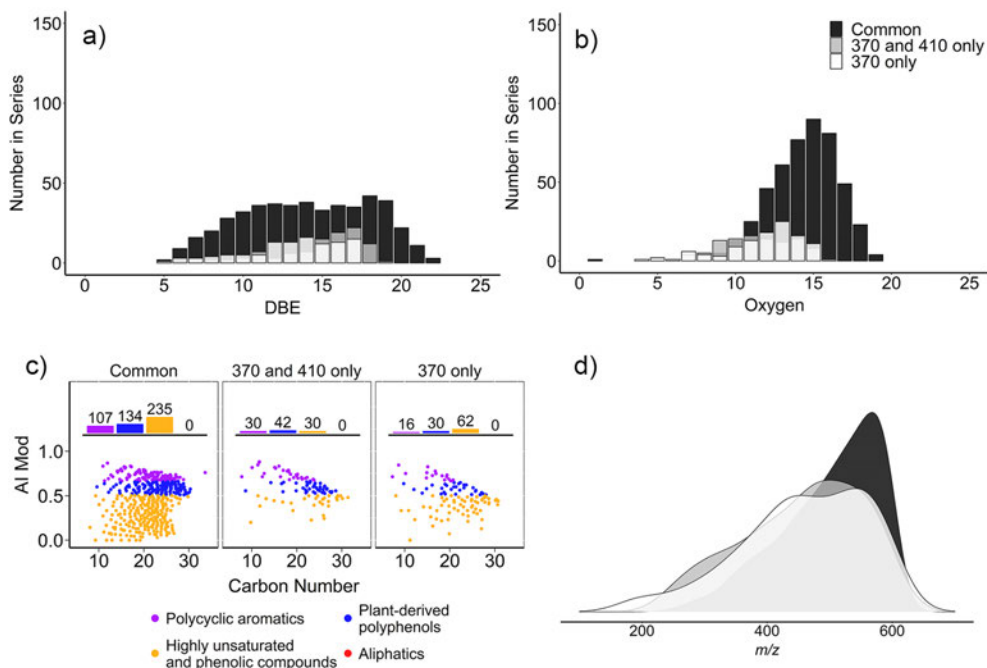 a)
150
100
50
0
Number in Series
0 5 10 15 20 25
DBE
b)
Common
370 and 410 only
370 only
150
100
50
0
Number in Series
0 5 10 15 20 25
Oxygen
c)
Common 370 and 410 only 370 only
107 134 235 0 30 42 30 0 16 30 62 0
1.0
0.5
0.0
AI Mod
10 20 30 10 20 30 10 20 30
Carbon Number
Polycyclic aromatics
Plant-derived
polyphenols
Highly unsaturated
and phenolic compounds
Aliphatics
d)
200 400 600
m/z